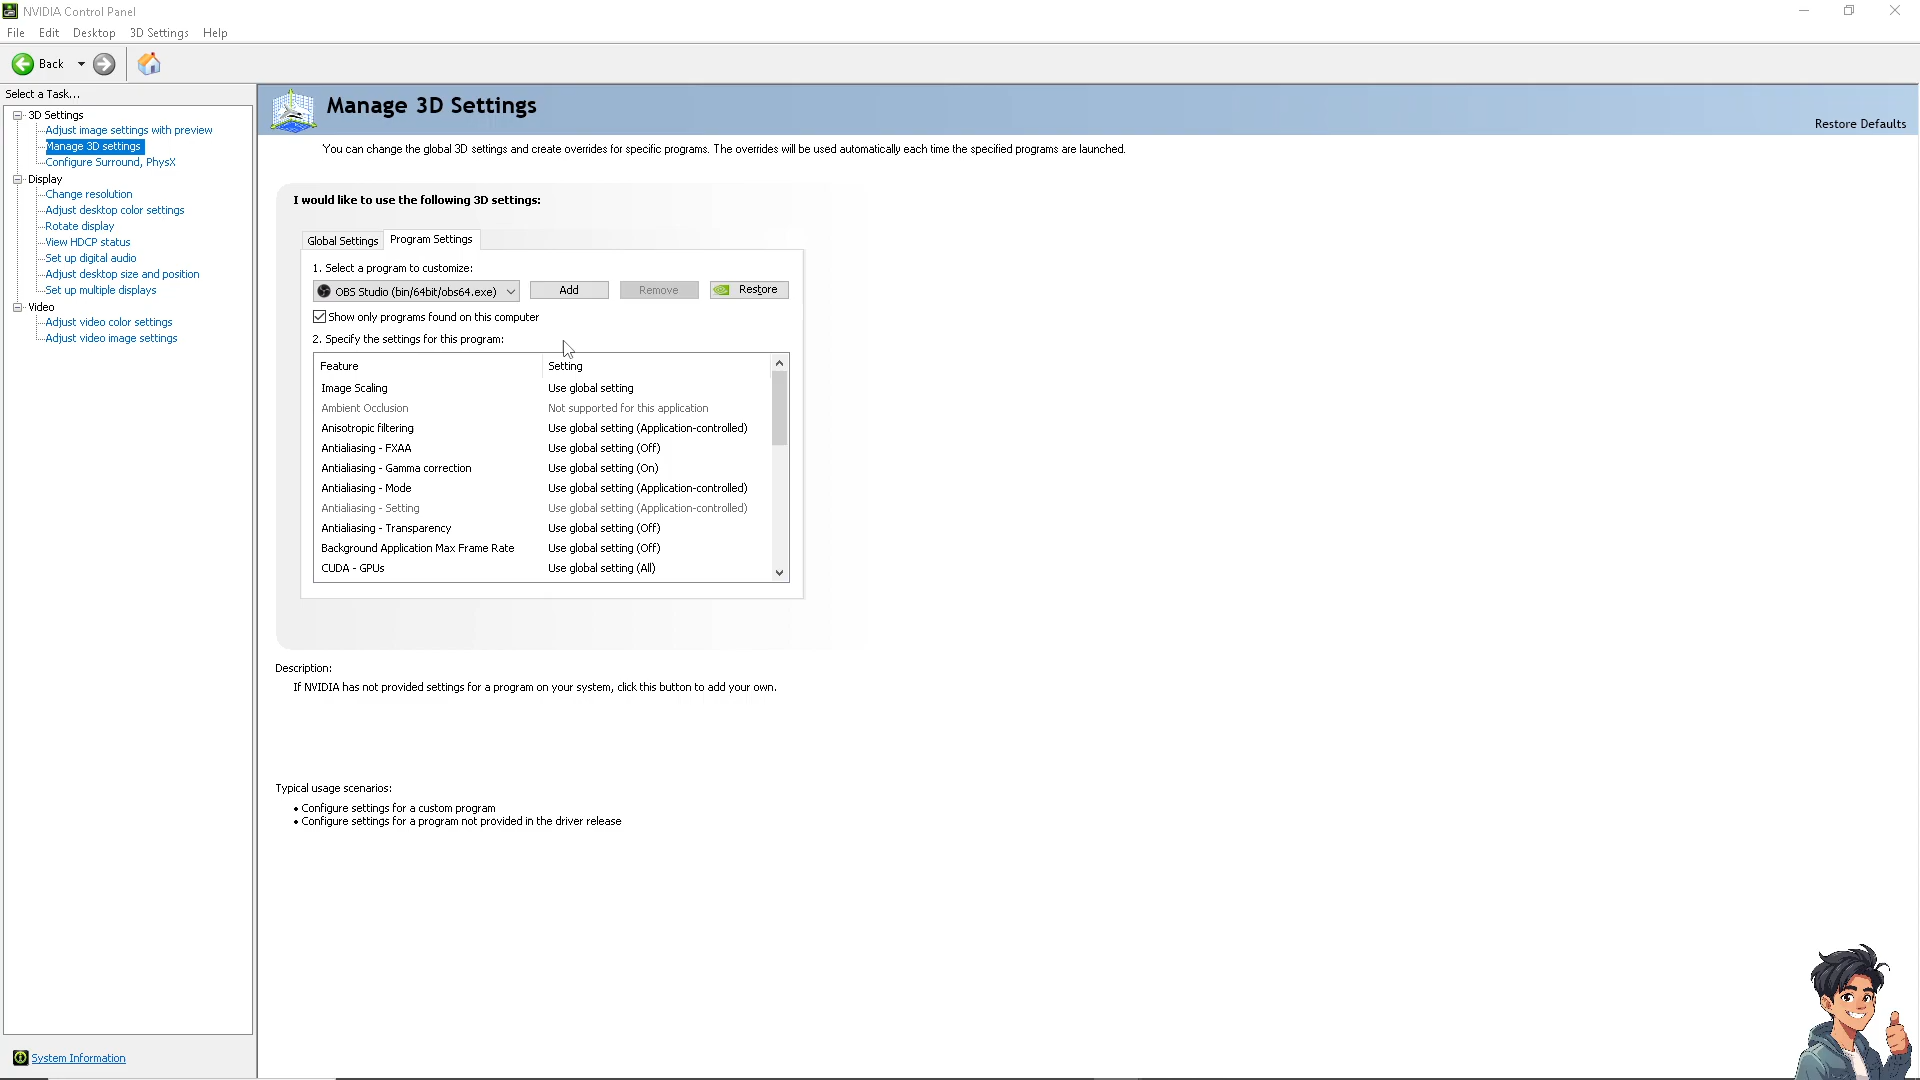 NVIDIA Control Panel
File Edit Desktop 3D Settings Help
Back
Select a Task...
3D Settings
Adjust image settings with preview
Manage 3D settings
Configure Surround, PhysX
Display
Change resolution
Adjust desktop color settings
Rotate display
View HDCP status
Set up digital audio
Adjust desktop size and position
Set up multiple displays
Video
Adjust video color settings
Adjust video image settings
System Information
Manage 3D Settings
Restore Defaults
You can change the global 3D settings and create overrides for specific programs. The overrides will be used automatically each time the specified programs are launched.
I would like to use the following 3D settings:
Global Settings Program Settings
1. Select a program to customize:
OBS Studio (bin/64bit/obs64.exe) Add Remove Restore
Show only programs found on this computer
2. Specify the settings for this program:
Feature Setting
Image Scaling Use global setting
Ambient Occlusion Not supported for this application
Anisotropic filtering Use global setting (Application-controlled)
Antialiasing - FXAA Use global setting (Off)
Antialiasing - Gamma correction Use global setting (On)
Antialiasing - Mode Use global setting (Application-controlled)
Antialiasing - Setting Use global setting (Application-controlled)
Antialiasing - Transparency Use global setting (Off)
Background Application Max Frame Rate Use global setting (Off)
CUDA - GPUs Use global setting (All)
Description:
If NVIDIA has not provided settings for a program on your system, click this button to add your own.
Typical usage scenarios:
• Configure settings for a custom program
• Configure settings for a program not provided in the driver release